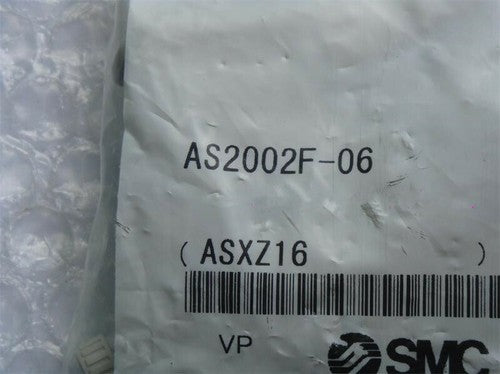 AS2002F-06
( ASXZ16 )
VP SMC